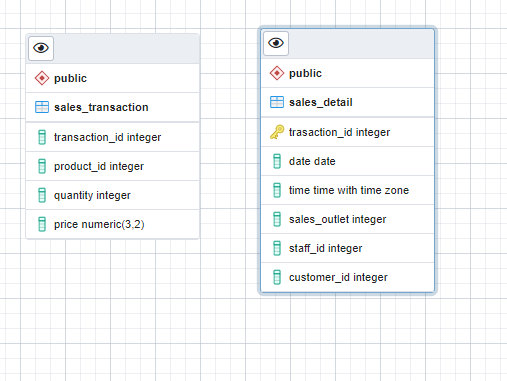 public
sales_transaction
transaction_id integer
product_id integer
quantity integer
price numeric(3,2)
public
sales_detail
trasaction_id integer
date date
time time with time zone
sales_outlet integer
staff_id integer
customer_id integer